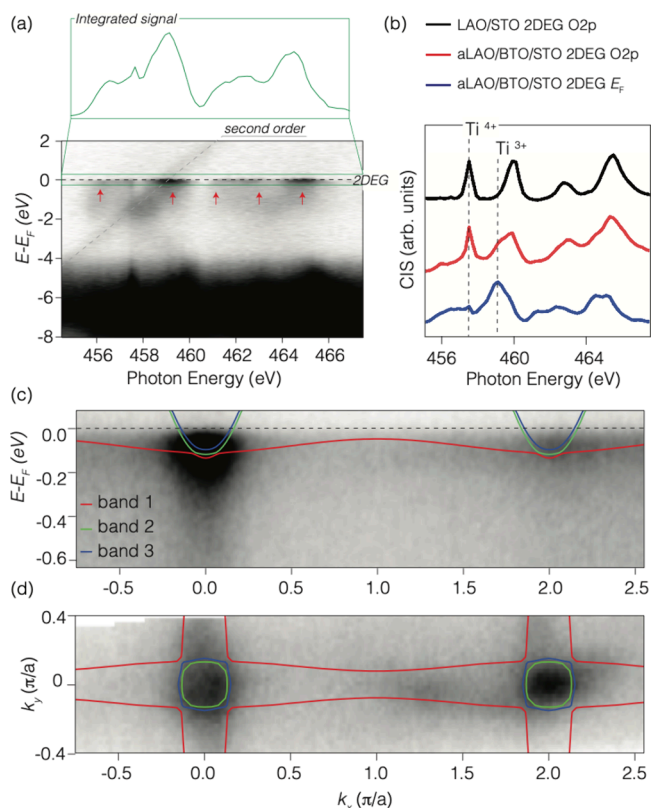 (a)
Integrated signal
second order
2DEG
E-E_F (eV)
2
0
-2
-4
-6
-8
456 458 460 462 464 466
Photon Energy (eV)
(b)
LAO/STO 2DEG O2p
aLAO/BTO/STO 2DEG O2p
aLAO/BTO/STO 2DEG E_F
Ti 4+
Ti 3+
CIS (arb. units)
456 460 464
Photon Energy (eV)
(c)
E-E_F (eV)
0.0
-0.2
-0.4
-0.6
band 1
band 2
band 3
-0.5 0.0 0.5 1.0 1.5 2.0 2.5
(d)
k_y (π/a)
0.4
0
-0.4
-0.5 0.0 0.5 1.0 1.5 2.0 2.5
k_x (π/a)